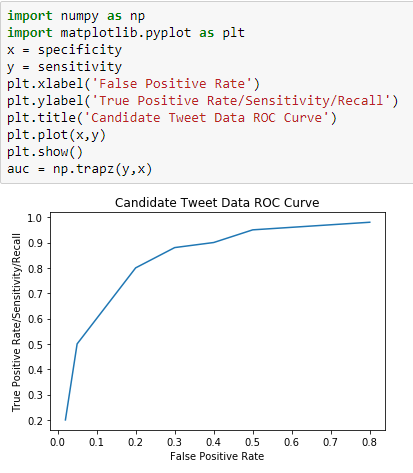 import numpy as np
import matplotlib.pyplot as plt
x = specificity
y = sensitivity
plt.xlabel('False Positive Rate')
plt.ylabel('True Positive Rate/Sensitivity/Recall')
plt.title('Candidate Tweet Data ROC Curve')
plt.plot(x,y)
plt.show()
auc = np.trapz(y,x)
Candidate Tweet Data ROC Curve
True Positive Rate/Sensitivity/Recall
1.0
0.9
0.8
0.7
0.6
0.5
0.4
0.3
0.2
0.0 0.1 0.2 0.3 0.4 0.5 0.6 0.7 0.8
False Positive Rate